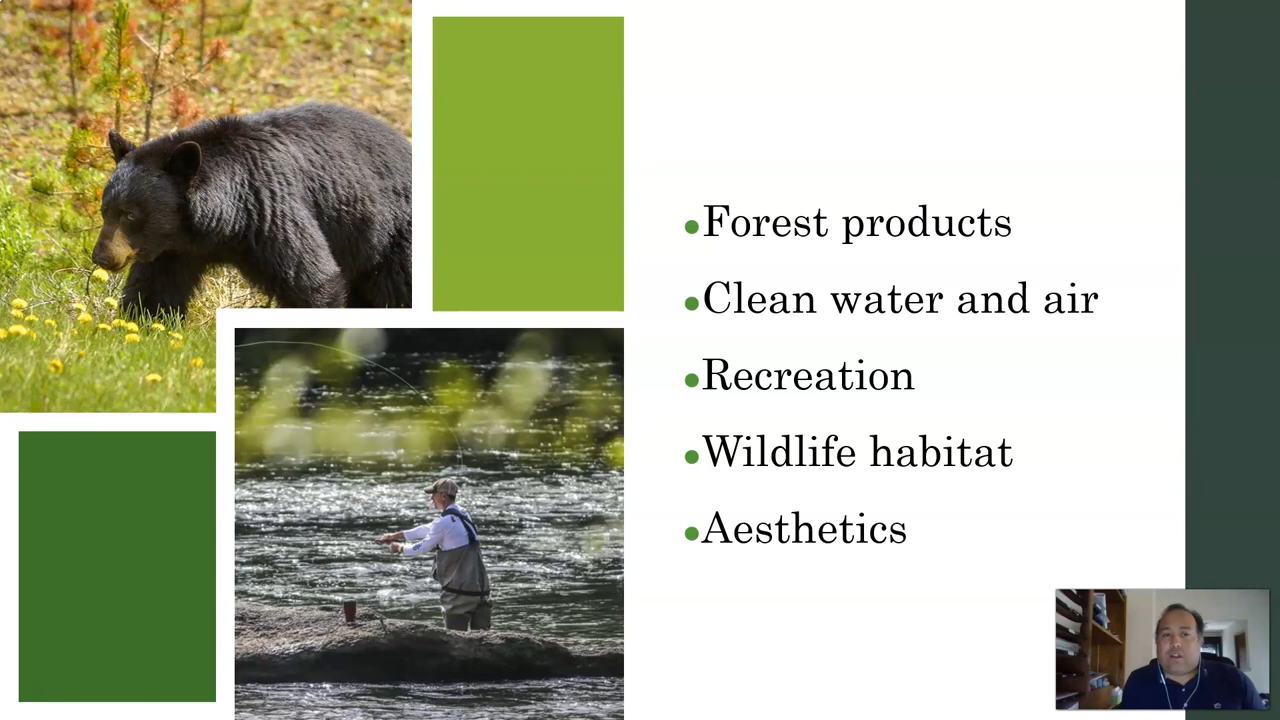 •Forest products
•Clean water and air
•Recreation
•Wildlife habitat
•Aesthetics